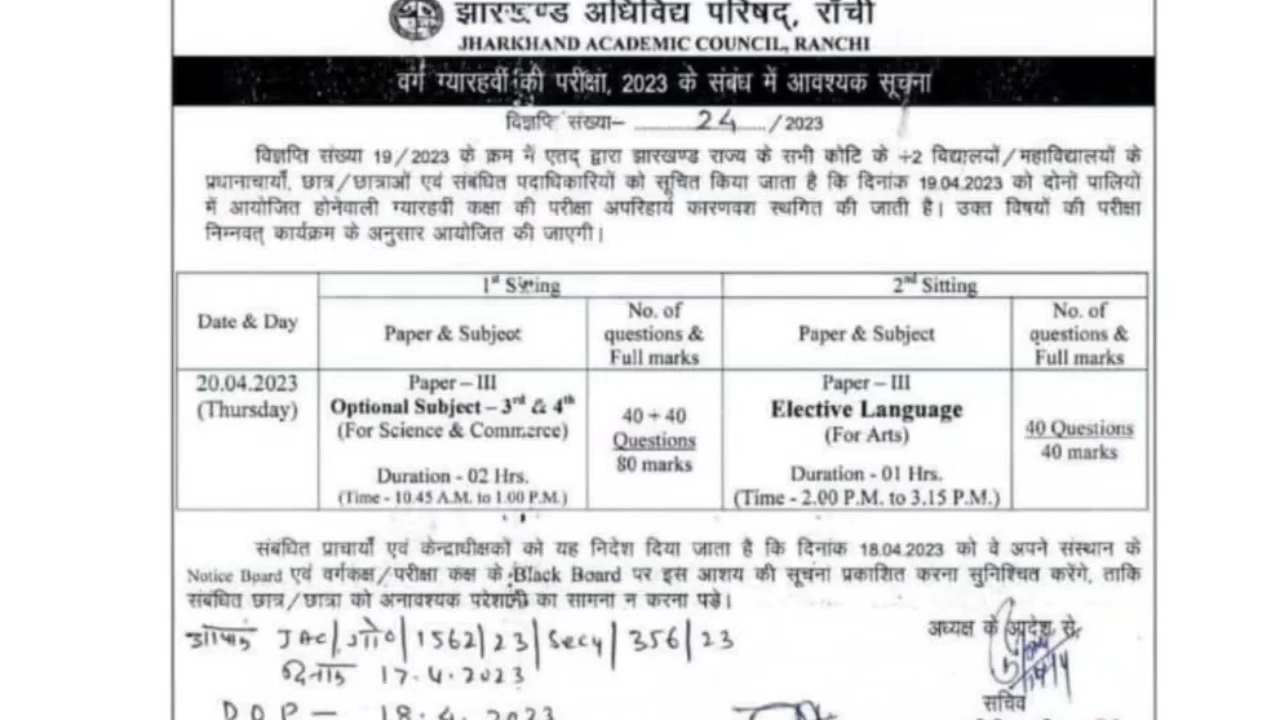 झारखण्ड अधिविद्य परिषद्, राँची
JHARKHAND ACADEMIC COUNCIL, RANCHI
वर्ग ग्यारहवीं की परीक्षा, 2023 के संबंध में आवश्यक सूचना
विज्ञप्ति संख्या– 24 /2023
विज्ञप्ति संख्या 19/2023 के क्रम में एतद् द्वारा झारखण्ड राज्य के सभी कोटि के +2 विद्यालयों/महाविद्यालयों के
प्रधानाचार्यों, छात्र/छात्राओं एवं संबंधित पदाधिकारियों को सूचित किया जाता है कि दिनांक 19.04.2023 को दोनों पालियों
में आयोजित होनेवाली ग्यारहवीं कक्षा की परीक्षा अपरिहार्य कारणवश स्थगित की जाती है। उक्त विषयों की परीक्षा
निम्नवत् कार्यक्रम के अनुसार आयोजित की जाएगी।
Date & Day
1st Sitting
2nd Sitting
Paper & Subject
No. of questions & Full marks
Paper & Subject
No. of questions & Full marks
20.04.2023
(Thursday)
Paper – III
Optional Subject – 3rd & 4th
(For Science & Commerce)
Duration - 02 Hrs.
(Time - 10.45 A.M. to 1.00 P.M.)
40 + 40
Questions
80 marks
Paper – III
Elective Language
(For Arts)
Duration - 01 Hrs.
(Time - 2.00 P.M. to 3.15 P.M.)
40 Questions
40 marks
संबंधित प्राचार्यों एवं केन्द्राधीक्षकों को यह निदेश दिया जाता है कि दिनांक 18.04.2023 को वे अपने संस्थान के
Notice Board एवं वर्गकक्ष/परीक्षा कक्ष के Black Board पर इस आशय की सूचना प्रकाशित करना सुनिश्चित करेंगे, ताकि
संबंधित छात्र/छात्रा को अनावश्यक परेशानी का सामना न करना पड़े।
ज्ञापांक JAC/गो०/1562/23/Secy/356/23
दिनांक 17.4.2023
D.O.P – 18.4.2023
अध्यक्ष के आदेश से,
सचिव